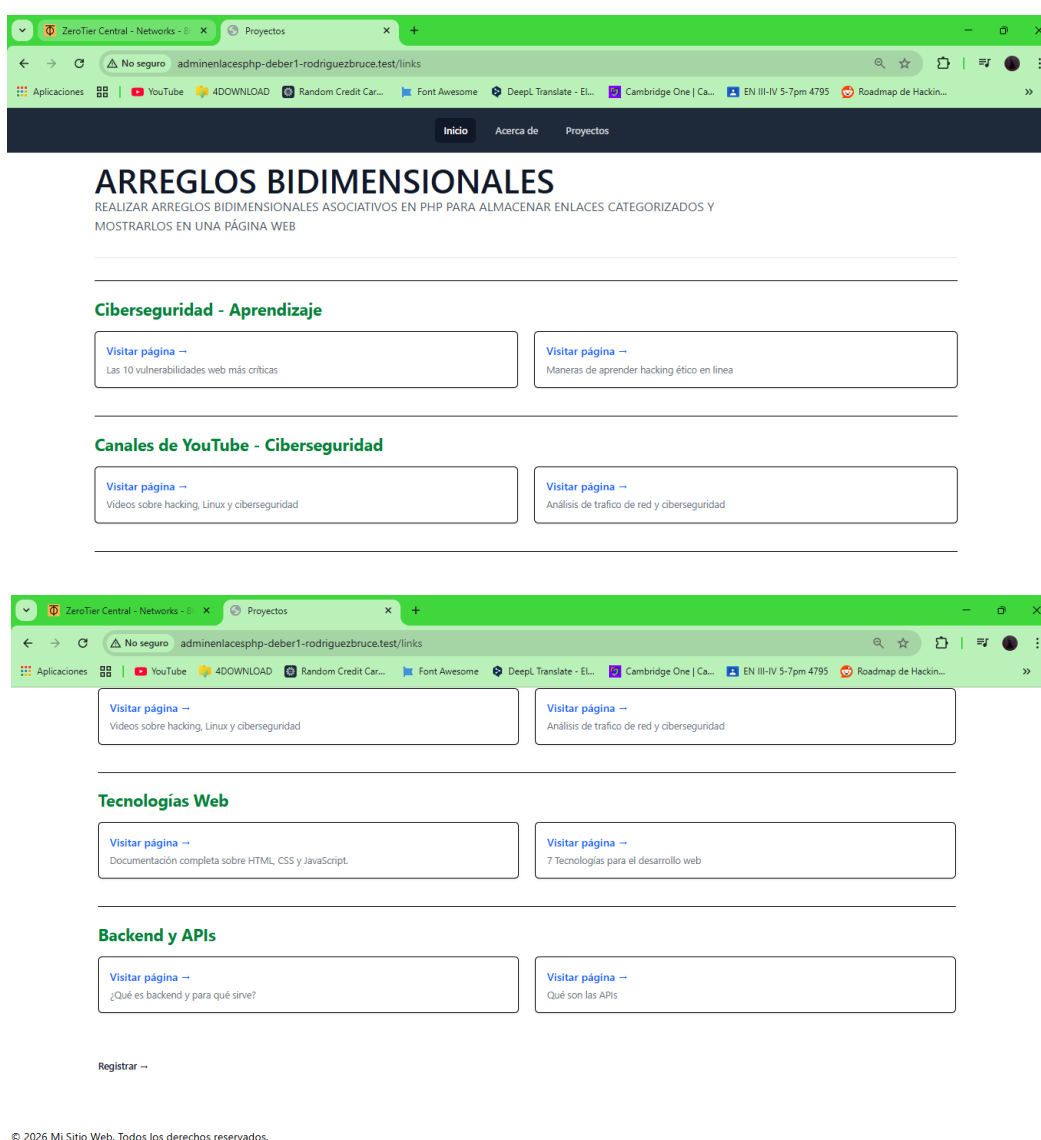 ZeroTier Central - Networks - 8
Proyectos
No seguro adminenlacesphp-deber1-rodriguezbruce.test/links
Aplicaciones YouTube 4DOWNLOAD Random Credit Car... Font Awesome DeepL Translate - El... Cambridge One | Ca... EN III-IV 5-7pm 4795 Roadmap de Hackin... »
Inicio Acerca de Proyectos
ARREGLOS BIDIMENSIONALES
REALIZAR ARREGLOS BIDIMENSIONALES ASOCIATIVOS EN PHP PARA ALMACENAR ENLACES CATEGORIZADOS Y
MOSTRARLOS EN UNA PÁGINA WEB
Ciberseguridad - Aprendizaje
Visitar página →
Las 10 vulnerabilidades web más críticas
Visitar página →
Maneras de aprender hacking ético en linea
Canales de YouTube - Ciberseguridad
Visitar página →
Videos sobre hacking, Linux y ciberseguridad
Visitar página →
Análisis de trafico de red y ciberseguridad
ZeroTier Central - Networks - 8
Proyectos
No seguro adminenlacesphp-deber1-rodriguezbruce.test/links
Aplicaciones YouTube 4DOWNLOAD Random Credit Car... Font Awesome DeepL Translate - El... Cambridge One | Ca... EN III-IV 5-7pm 4795 Roadmap de Hackin... »
Visitar página →
Videos sobre hacking, Linux y ciberseguridad
Visitar página →
Análisis de trafico de red y ciberseguridad
Tecnologías Web
Visitar página →
Documentación completa sobre HTML, CSS y JavaScript.
Visitar página →
7 Tecnologías para el desarrollo web
Backend y APIs
Visitar página →
¿Qué es backend y para qué sirve?
Visitar página →
Qué son las APIs
Registrar →
© 2026 Mi Sitio Web. Todos los derechos reservados.